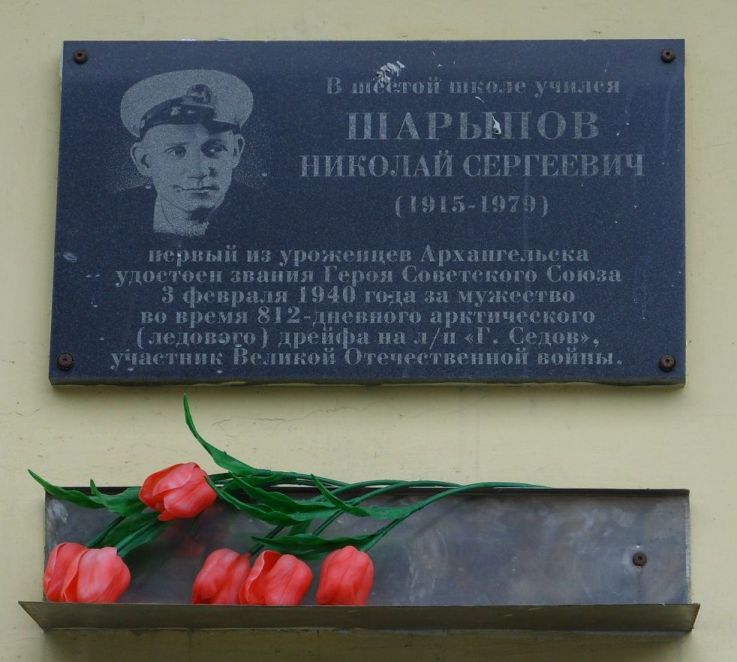 В шестой школе учился
ШАРЫПОВ
НИКОЛАЙ СЕРГЕЕВИЧ
(1915-1979)
первый из уроженцев Архангельска
удостоен звания Героя Советского Союза
3 февраля 1940 года за мужество
во время 812-дневного арктического
(ледового) дрейфа на л/п «Г. Седов»,
участник Великой Отечественной войны.